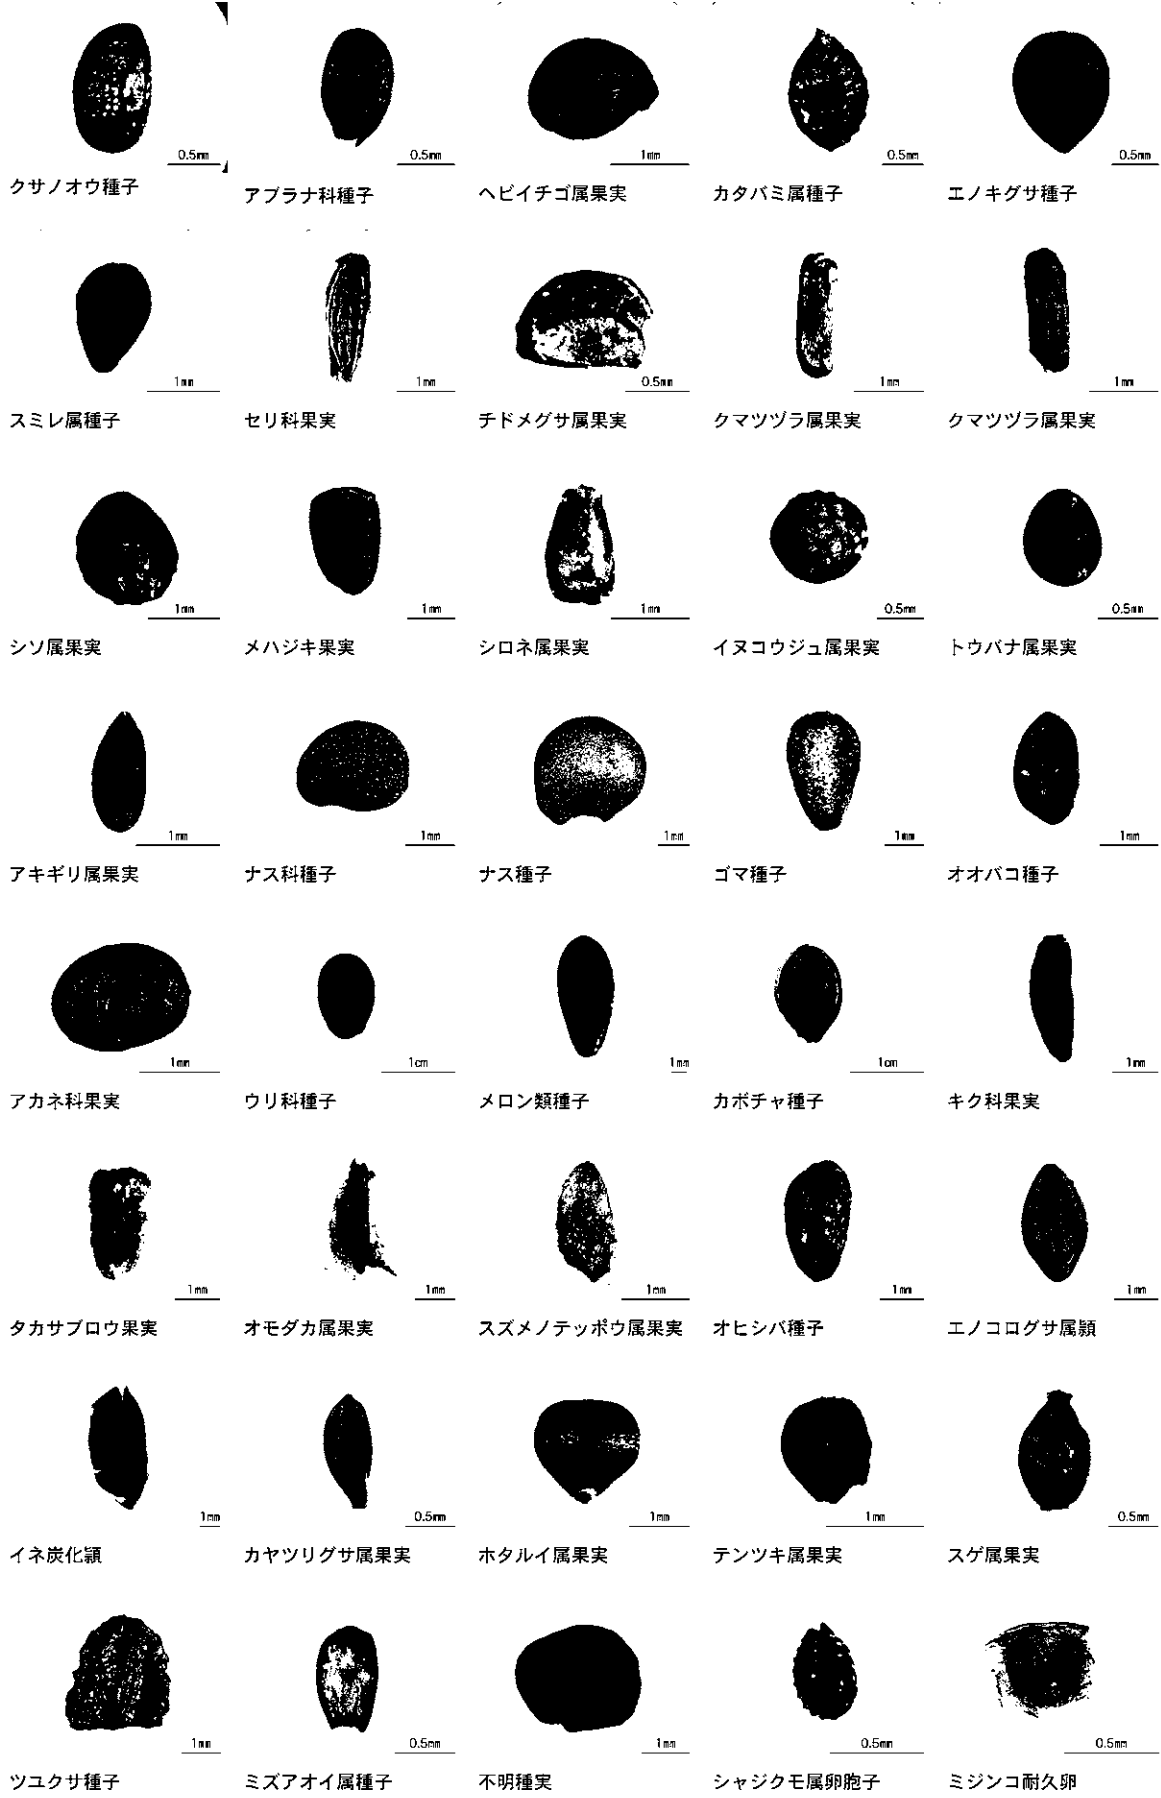 0.5mm 0.5mm 1mm 0.5mm 0.5mm
クサノオウ種子 アブラナ科種子 ヘビイチゴ属果実 カタバミ属種子 エノキグサ種子
1mm 1mm 0.5mm 1mm 1mm
スミレ属種子 セリ科果実 チドメグサ属果実 クマツヅラ属果実 クマツヅラ属果実
1mm 1mm 1mm 0.5mm 0.5mm
シソ属果実 メハジキ果実 シロネ属果実 イヌコウジュ属果実 トウバナ属果実
1mm 1mm 1mm 1mm 1mm
アキギリ属果実 ナス科種子 ナス種子 ゴマ種子 オオバコ種子
1mm 1cm 1mm 1cm 1mm
アカネ科果実 ウリ科種子 メロン類種子 カボチャ種子 キク科果実
1mm 1mm 1mm 1mm 1mm
タカサブロウ果実 オモダカ属果実 スズメノテッポウ属果実 オヒシバ種子 エノコログサ属穎
1mm 0.5mm 1mm 1mm 0.5mm
イネ炭化穎 カヤツリグサ属果実 ホタルイ属果実 テンツキ属果実 スゲ属果実
1mm 0.5mm 1mm 0.5mm 0.5mm
ツユクサ種子 ミズアオイ属種子 不明種実 シャジクモ属卵胞子 ミジンコ耐久卵